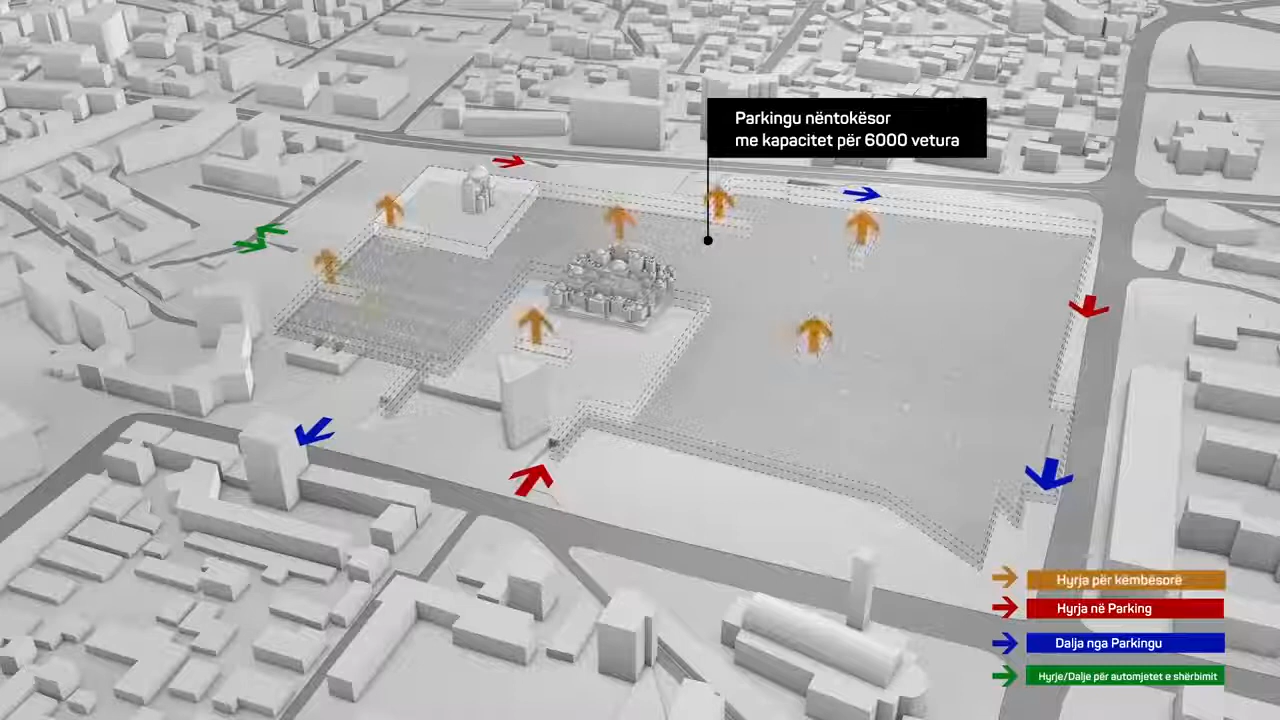 Parkingu nëntokësor
me kapacitet për 6000 vetura
Hyrja për këmbësorë
Hyrja në Parking
Dalja nga Parkingu
Hyrje/Dalje për automjetet e shërbimit